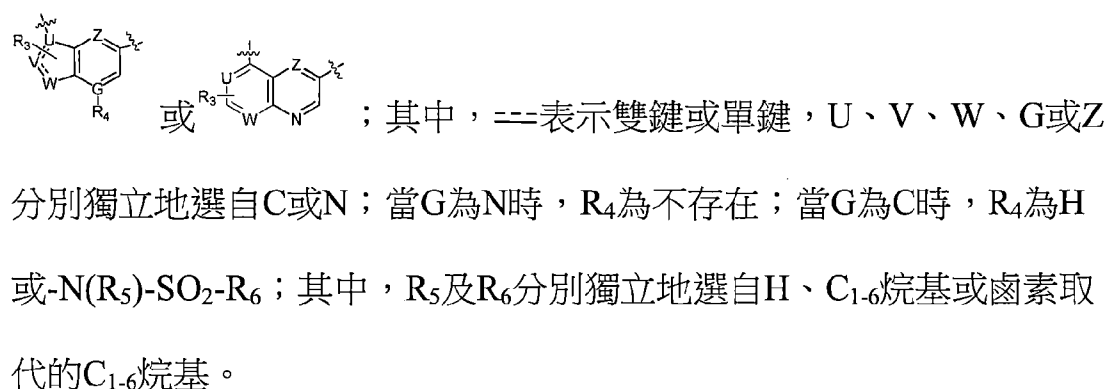 R3 U Z V W G R4 或 R3 U Z W N ；其中，===表示雙鍵或單鍵，U、V、W、G或Z
分別獨立地選自C或N；當G為N時，R4為不存在；當G為C時，R4為H
或-N(R5)-SO2-R6；其中，R5及R6分別獨立地選自H、C1-6烷基或鹵素取
代的C1-6烷基。